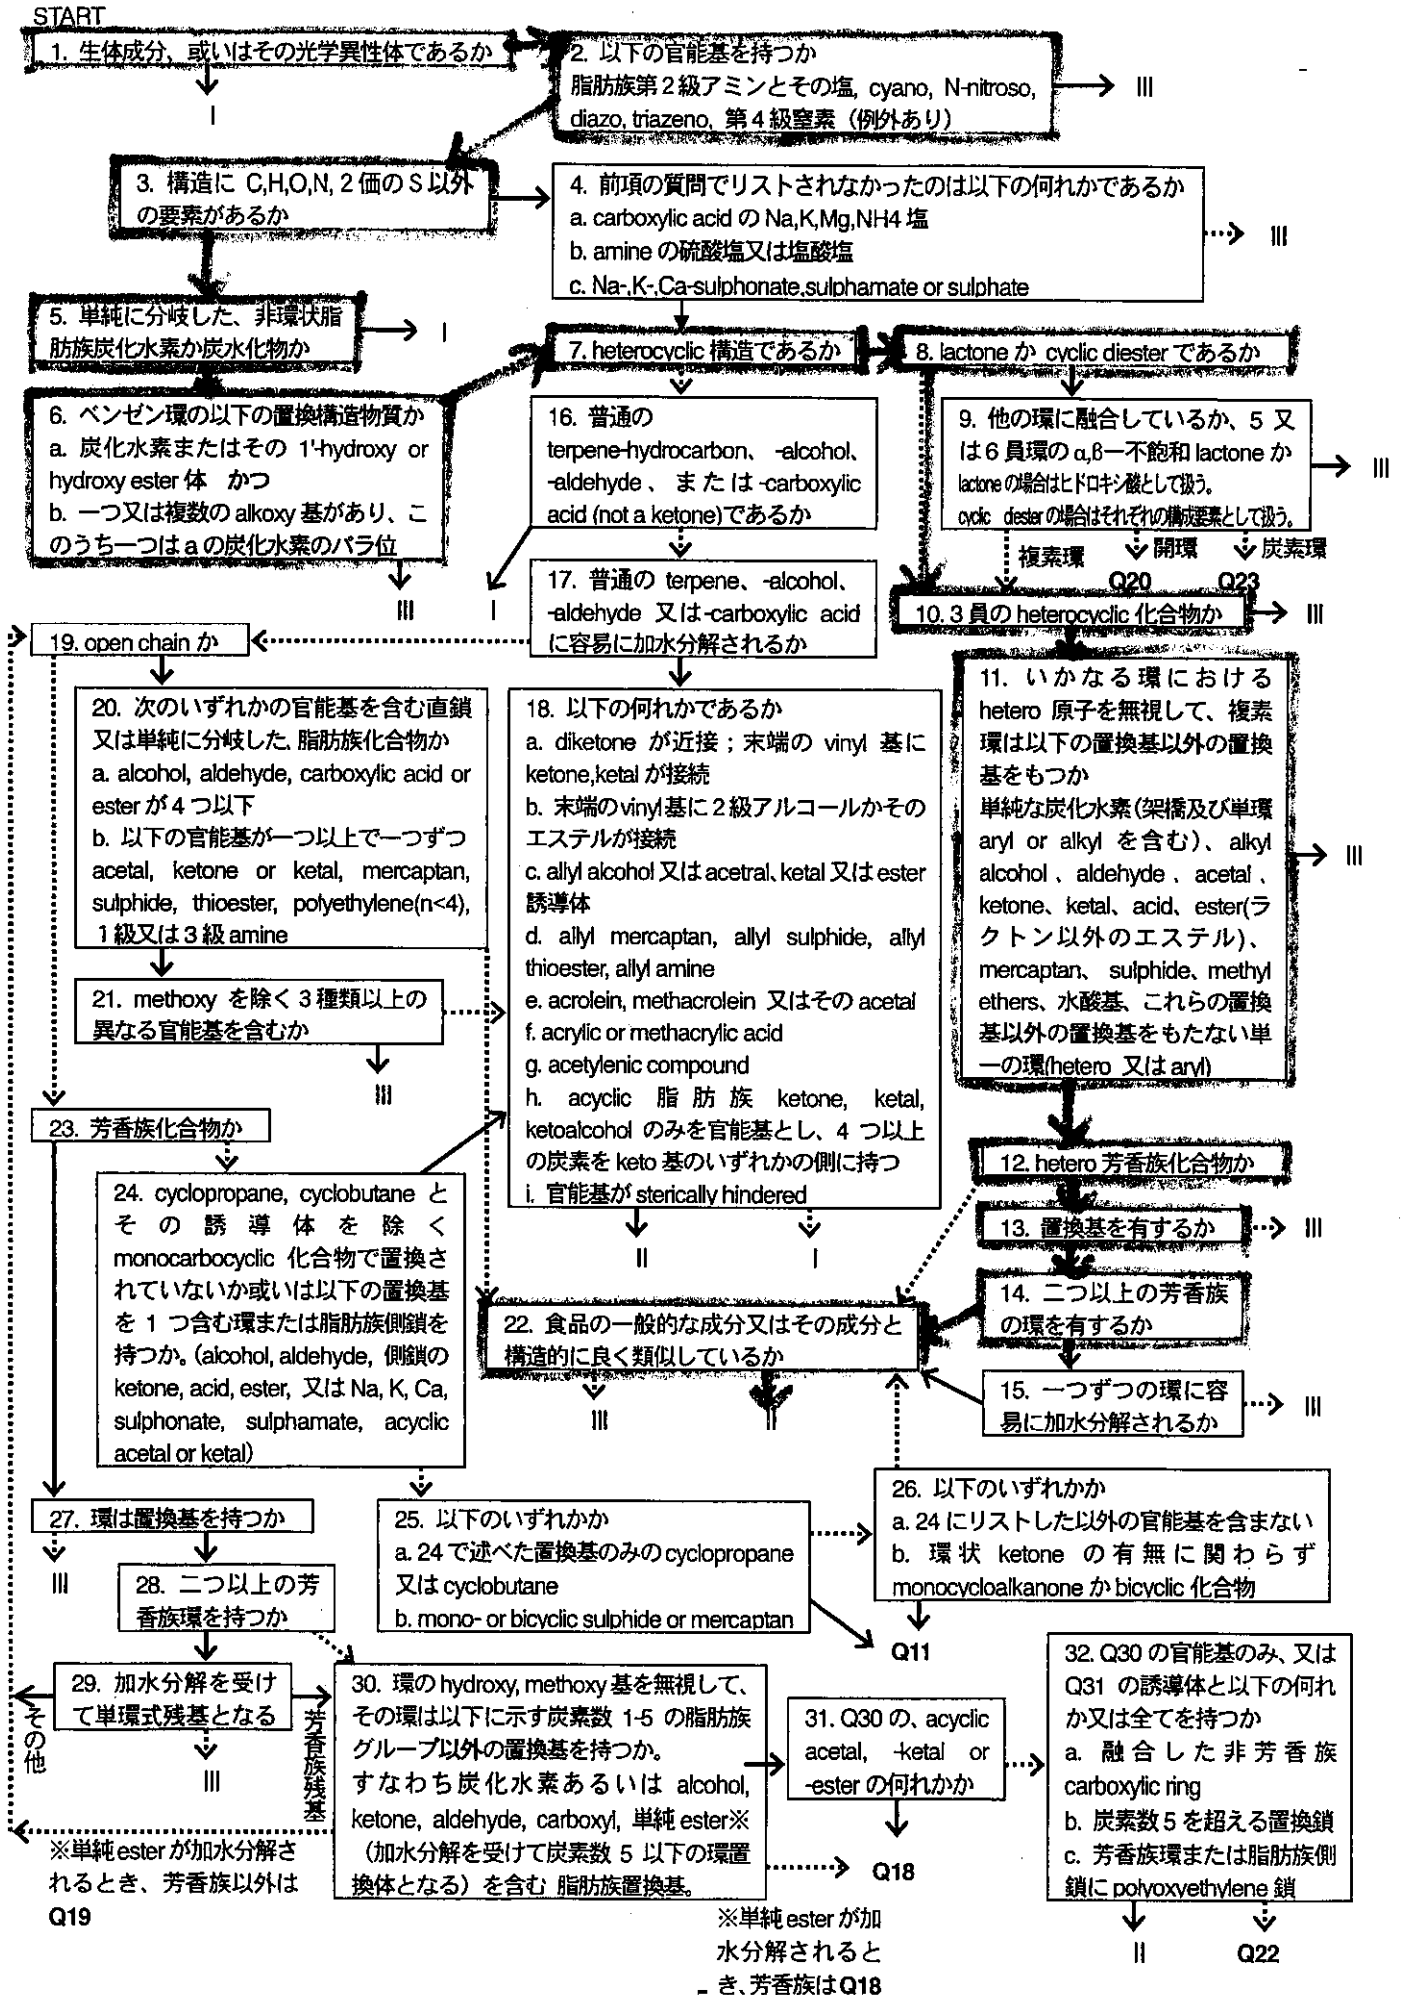 START
1. 生体成分，或いはその光学異性体であるか
I
2. 以下の官能基を持つか
脂肪族第2級アミンとその塩, cyano, N-nitroso,
diazo, triazeno, 第4級窒素（例外あり）
III
3. 構造に C,H,O,N, 2価のS以外
の要素があるか
4. 前項の質問でリストされなかったのは以下の何れかであるか
a. carboxylic acid の Na,K,Mg,NH4 塩
b. amine の硫酸塩又は塩酸塩
c. Na-,K-,Ca-sulphonate,sulphamate or sulphate
III
5. 単純に分岐した、非環状脂
肪族炭化水素か炭水化物か
I
6. ベンゼン環の以下の置換構造物質か
a. 炭化水素またはその 1'-hydroxy or
hydroxy ester 体　かつ
b. 一つ又は複数の alkoxy 基があり、こ
のうち一つは a の炭化水素のパラ位
III
7. heterocyclic 構造であるか
8. lactone か cyclic diester であるか
9. 他の環に融合しているか、5 又
は 6 員環の α,β−不飽和 lactone か
lactone の場合はヒドロキシ酸として扱う。
cyclic diester の場合はそれぞれの構成要素として扱う。
III
複素環
開環
炭素環
Q20
Q23
10. 3 員の heterocyclic 化合物か
III
11. いかなる環における
hetero 原子を無視して、複素
環は以下の置換基以外の置換
基をもつか
単純な炭化水素(架橋及び単環
aryl or alkyl を含む)、alkyl
alcohol、aldehyde、acetal、
ketone、ketal、acid、ester(ラ
クトン以外のエステル)、
mercaptan、sulphide、methyl
ethers、水酸基、これらの置換
基以外の置換基をもたない単
一の環(hetero 又は aryl)
III
12. hetero 芳香族化合物か
13. 置換基を有するか
III
14. 二つ以上の芳香族
の環を有するか
15. 一つずつの環に容
易に加水分解されるか
III
16. 普通の
terpene-hydrocarbon、-alcohol、
-aldehyde、または-carboxylic
acid (not a ketone)であるか
I
17. 普通の terpene、-alcohol、
-aldehyde 又は-carboxylic acid
に容易に加水分解されるか
18. 以下の何れかであるか
a. diketone が近接；末端の vinyl 基に
ketone,ketal が接続
b. 末端のvinyl基に2級アルコールかその
エステルが接続
c. allyl alcohol 又は acetral、ketal 又は ester
誘導体
d. allyl mercaptan, allyl sulphide, allyl
thioester, allyl amine
e. acrolein, methacrolein 又はその acetal
f. acrylic or methacrylic acid
g. acetylenic compound
h. acyclic 脂肪族 ketone, ketal,
ketoalcohol のみを官能基とし、4 つ以上
の炭素を keto 基のいずれかの側に持つ
i. 官能基が sterically hindered
II
I
19. open chain か
20. 次のいずれかの官能基を含む直鎖
又は単純に分岐した、脂肪族化合物か
a. alcohol, aldehyde, carboxylic acid or
ester が 4 つ以下
b. 以下の官能基が一つ以上で一つずつ
acetal, ketone or ketal, mercaptan,
sulphide, thioester, polyethylene(n<4),
1 級又は 3 級 amine
21. methoxy を除く 3 種類以上の
異なる官能基を含むか
III
22. 食品の一般的な成分又はその成分と
構造的に良く類似しているか
III
II
23. 芳香族化合物か
24. cyclopropane, cyclobutane と
その誘導体を除く
monocarbocyclic 化合物で置換さ
れていないか或いは以下の置換基
を 1 つ含む環または脂肪族側鎖を
持つか。(alcohol, aldehyde, 側鎖の
ketone, acid, ester, 又は Na, K, Ca,
sulphonate, sulphamate, acyclic
acetal or ketal)
25. 以下のいずれかか
a. 24 で述べた置換基のみの cyclopropane
又は cyclobutane
b. mono- or bicyclic sulphide or mercaptan
26. 以下のいずれかか
a. 24 にリストした以外の官能基を含まない
b. 環状 ketone の有無に関わらず
monocycloalkanone か bicyclic 化合物
Q11
27. 環は置換基を持つか
III
28. 二つ以上の芳
香族環を持つか
29. 加水分解を受け
て単環式残基となる
その他
芳香族残基
III
30. 環の hydroxy, methoxy 基を無視して、
その環は以下に示す炭素数 1-5 の脂肪族
グループ以外の置換基を持つか。
すなわち炭化水素あるいは alcohol,
ketone, aldehyde, carboxyl, 単純 ester※
（加水分解を受けて炭素数 5 以下の環置
換体となる）を含む 脂肪族置換基。
31. Q30 の、acyclic
acetal, -ketal or
-ester の何れかか
Q18
32. Q30 の官能基のみ、又は
Q31 の誘導体と以下の何れ
か又は全てを持つか
a. 融合した非芳香族
carboxylic ring
b. 炭素数 5 を超える置換鎖
c. 芳香族環または脂肪族側
鎖に polyoxyethylene 鎖
II
Q22
※単純 ester が加水分解さ
れるとき、芳香族以外は
Q19
※単純 ester が加
水分解されると
き、芳香族は Q18